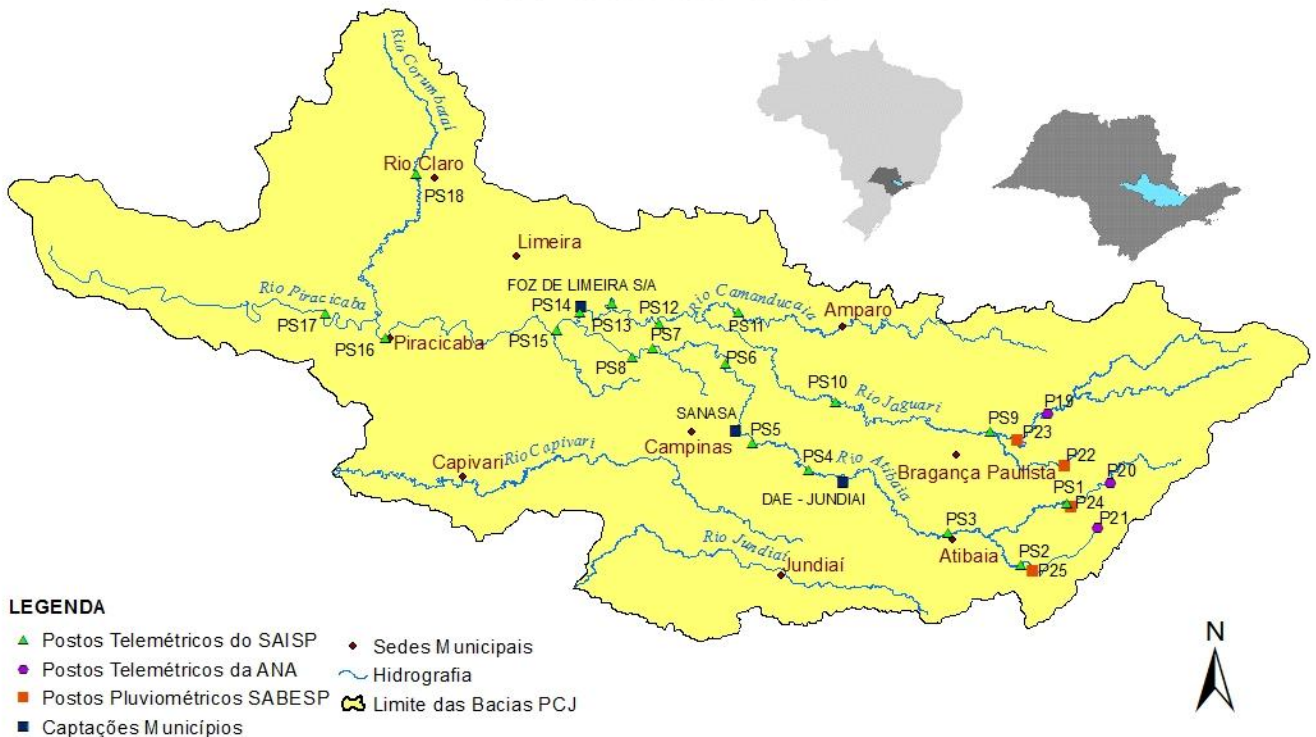 Rio Corumbataí
Rio Claro
PS18
Limeira
FOZ DE LIMEIRA S/A
Rio Piracicaba
PS17
PS16
Piracicaba
PS15
PS14
PS13
PS12
PS7
PS8
Rio Camanducaia
PS11
Amparo
PS6
PS10
Rio Jaguari
P19
PS9
P23
SANASA
Campinas
PS5
PS4
Rio Atibaia
DAE - JUNDIAI
Bragança Paulista
P22
P20
PS1
P24
P21
Capivari
Rio Capivari
PS3
Atibaia
PS2
P25
Rio Jundiaí
Jundiaí
LEGENDA
Postos Telemétricos do SAISP
Postos Telemétricos da ANA
Postos Pluviométricos SABESP
Captações Municípios
Sedes Municipais
Hidrografia
Limite das Bacias PCJ
N